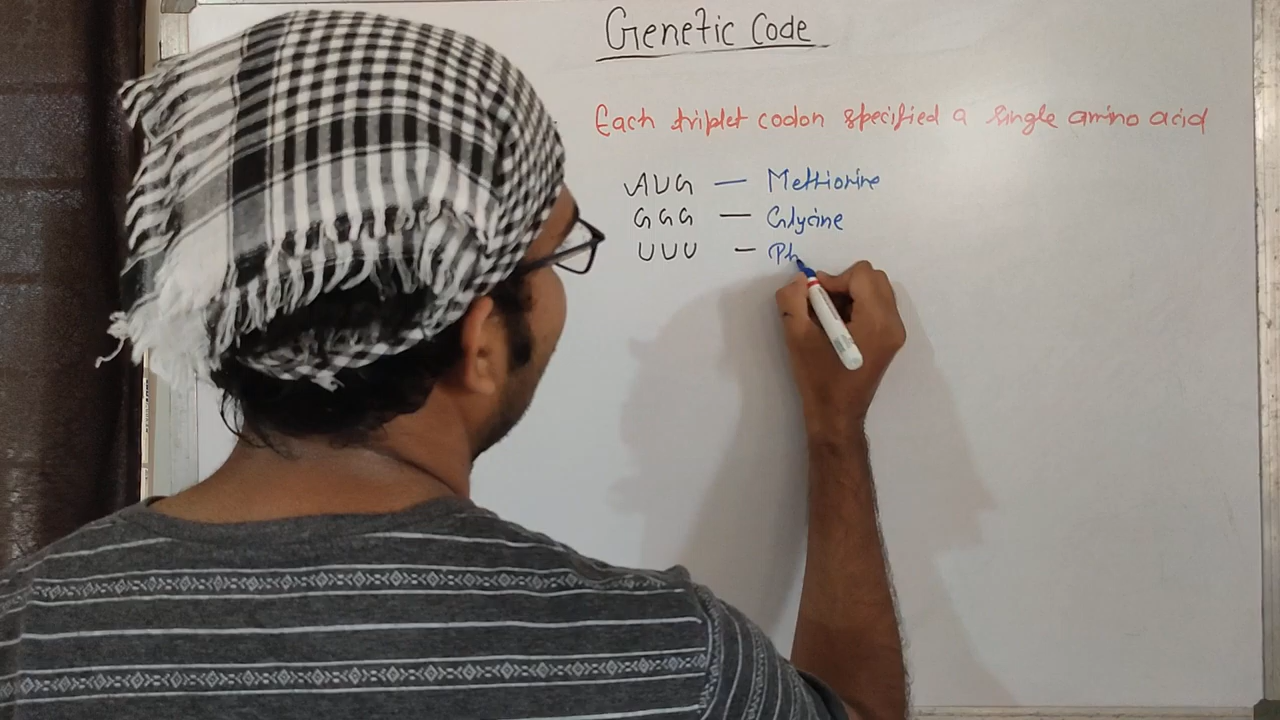 Genetic Code
Each triplet codon specified a single amino acid
AUG — Methionine
GGG — Glycine
UUU — Ph